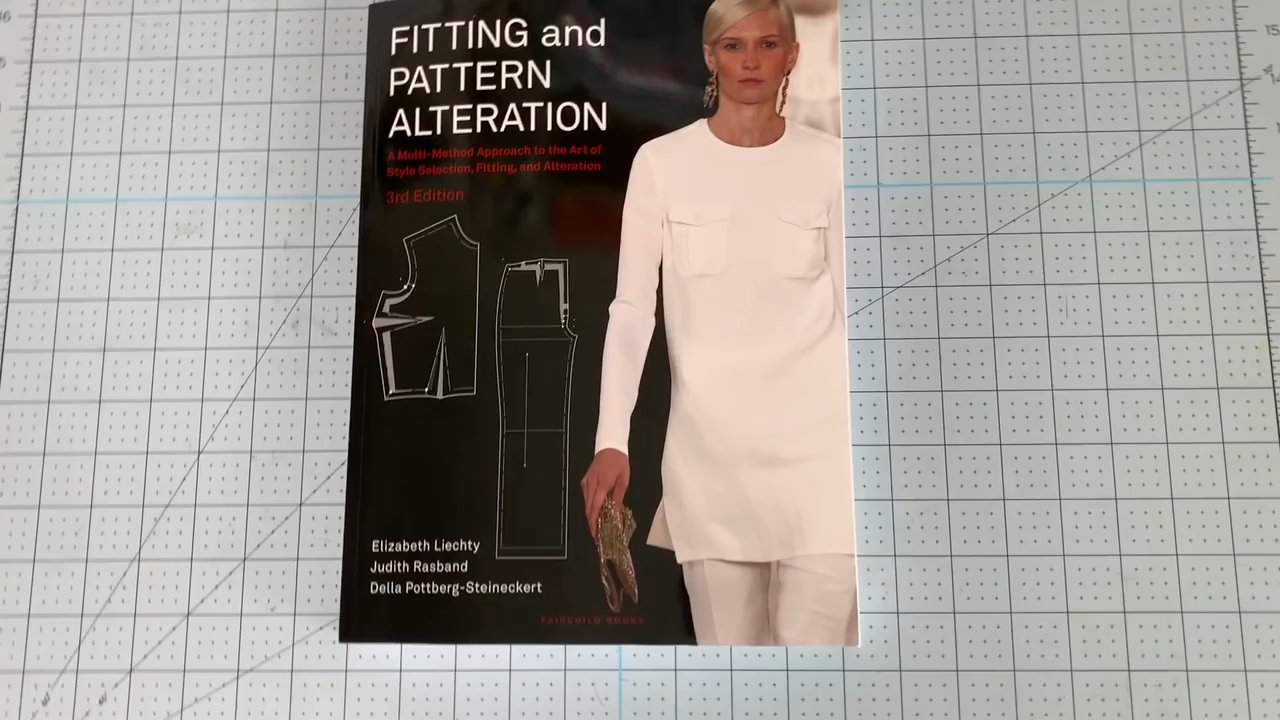 FITTING and
PATTERN
ALTERATION
A Multi-Method Approach to the Art of
Style Selection, Fitting, and Alteration
3rd Edition
Elizabeth Liechty
Judith Rasband
Della Pottberg-Steineckert
FAIRCHILD BOOKS